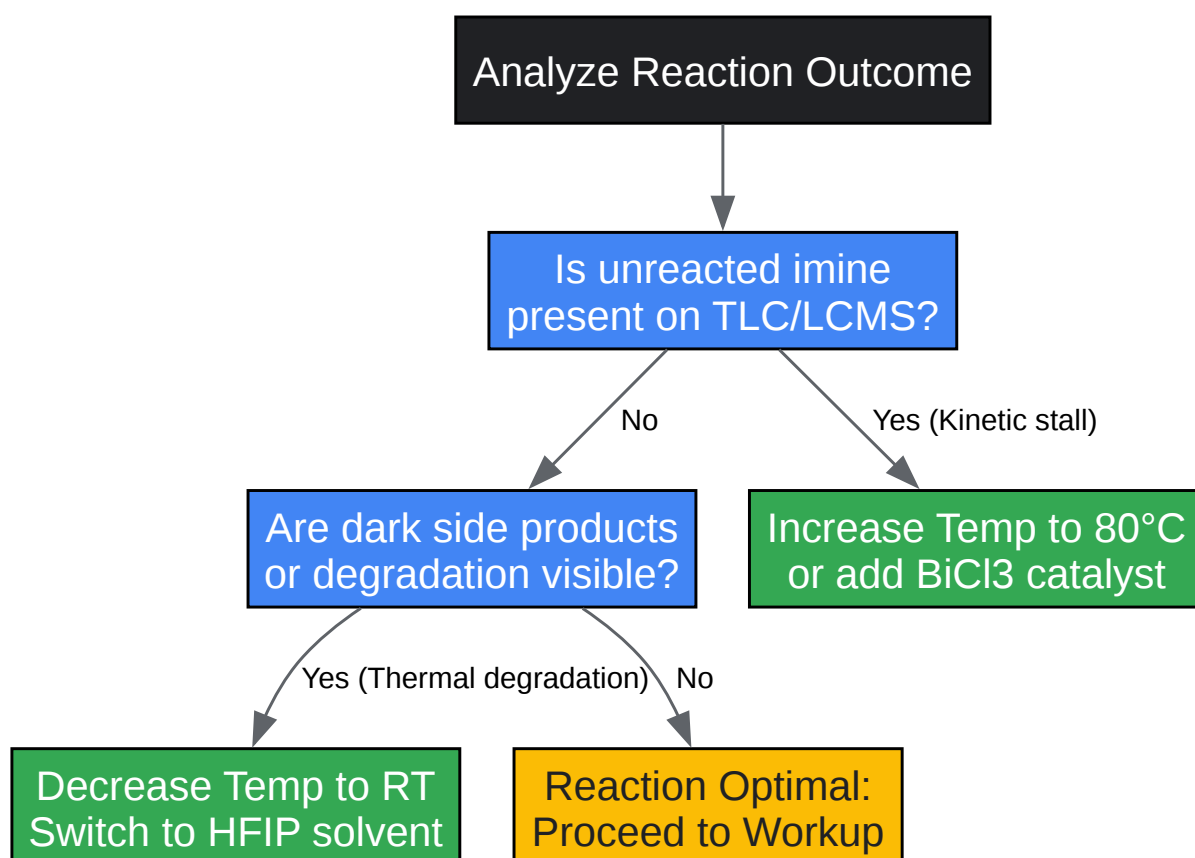 Analyze Reaction Outcome
Is unreacted imine
present on TLC/LCMS?
No
Yes (Kinetic stall)
Are dark side products
or degradation visible?
Increase Temp to 80°C
or add BiCl3 catalyst
Yes (Thermal degradation)
No
Decrease Temp to RT
Switch to HFIP solvent
Reaction Optimal:
Proceed to Workup